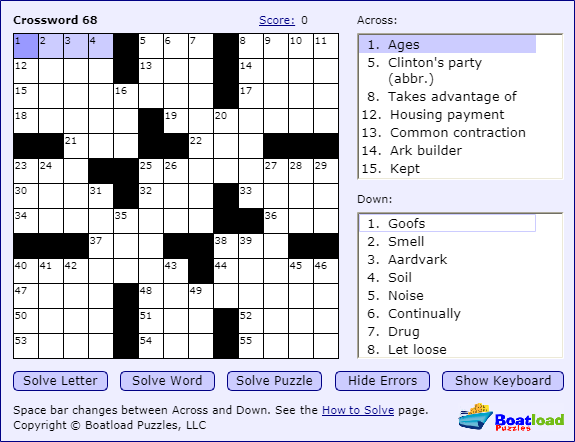 Crossword 68
Score: 0
1 2 3 4 5 6 7 8 9 10 11
12 13 14
15 16 17
18 19 20
21 22
23 24 25 26 27 28 29
30 31 32 33
34 35 36
37 38 39
40 41 42 43 44 45 46
47 48 49
50 51 52
53 54 55
Across:
1. Ages
5. Clinton's party
(abbr.)
8. Takes advantage of
12. Housing payment
13. Common contraction
14. Ark builder
15. Kept
Down:
1. Goofs
2. Smell
3. Aardvark
4. Soil
5. Noise
6. Continually
7. Drug
8. Let loose
Solve Letter
Solve Word
Solve Puzzle
Hide Errors
Show Keyboard
Space bar changes between Across and Down. See the How to Solve page.
Copyright © Boatload Puzzles, LLC
Boatload
Puzzles